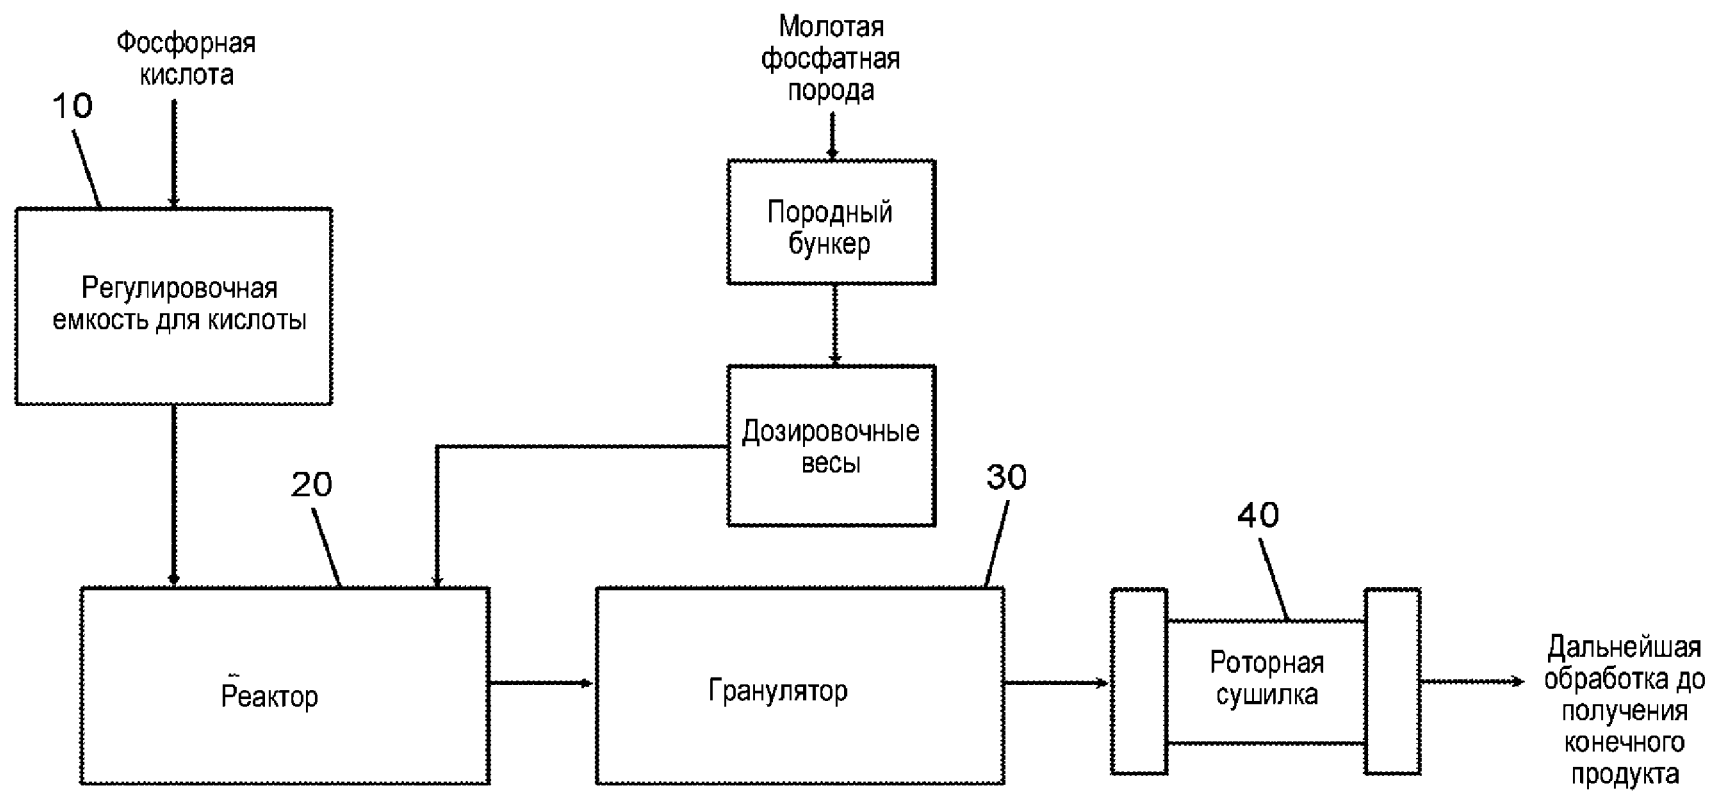 Фосфорная
кислота
Молотая
фосфатная
порода
10
Породный
бункер
Регулировочная
емкость для кислоты
Дозировочные
весы
20
30
40
Реактор
Гранулятор
Роторная
сушилка
Дальнейшая
обработка до
получения
конечного
продукта